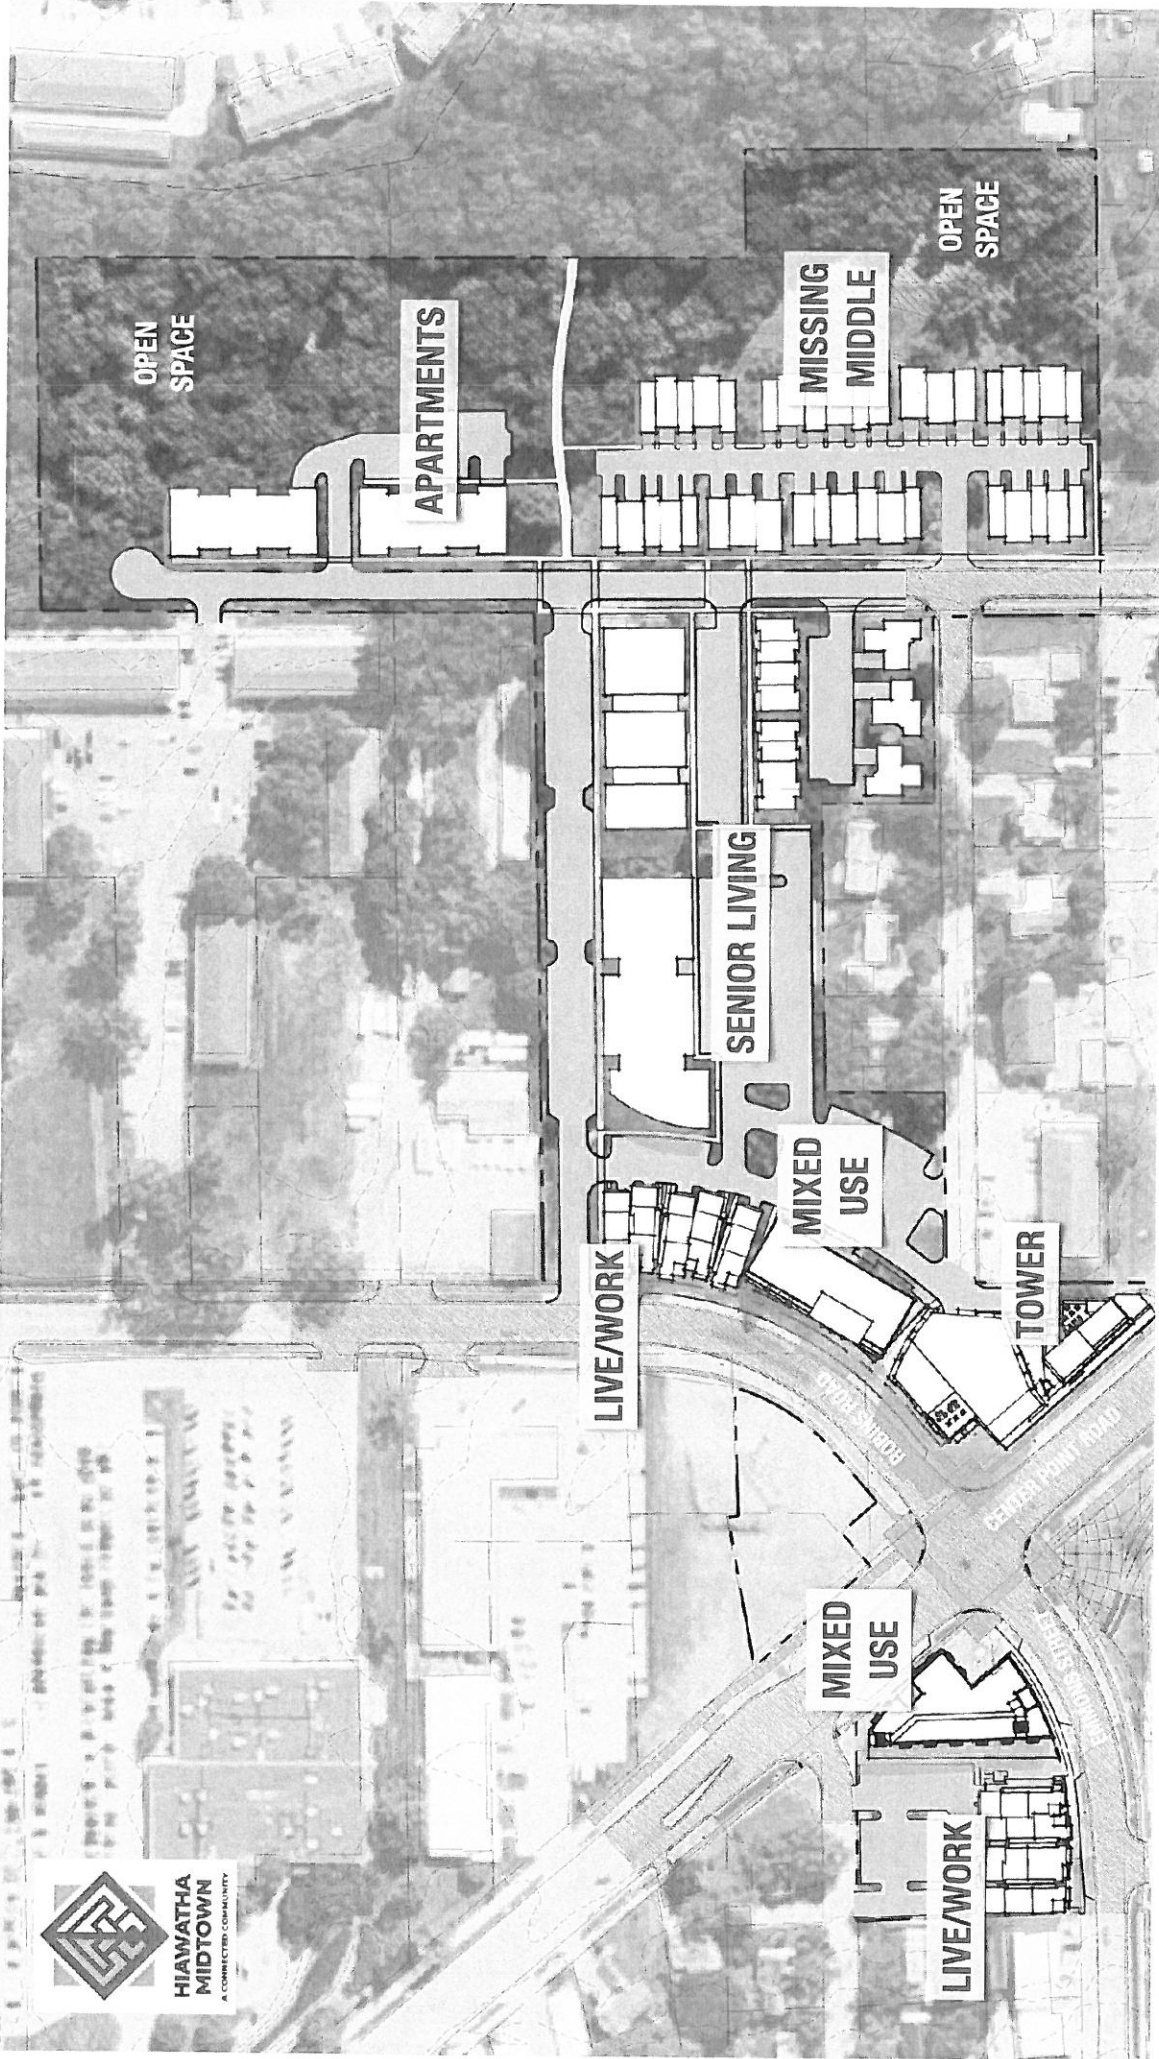 HIAWATHA
MIDTOWN
A CONNECTED COMMUNITY
OPEN
SPACE
APARTMENTS
LIVE/WORK
SENIOR LIVING
MIXED
USE
MISSING
MIDDLE
MIXED
USE
ROBINS ROAD
OPEN
SPACE
LIVE/WORK
TOWER
CENTER POINT ROAD
EMMONS STREET